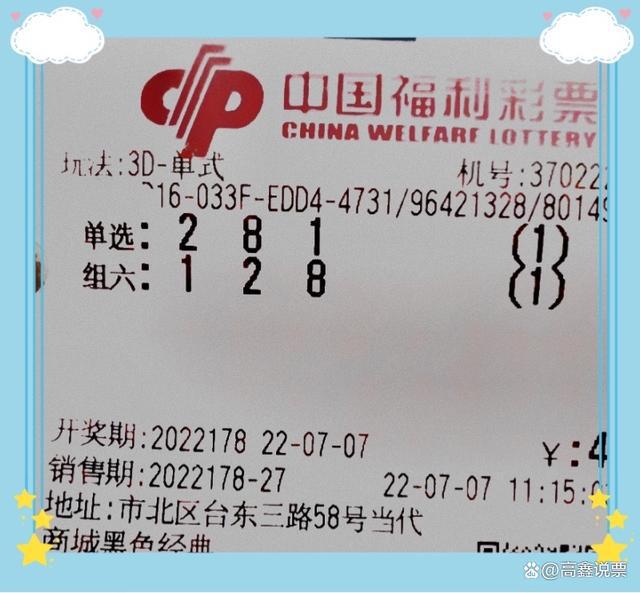 中国福利彩票
CHINA WELFARE LOTTERY
玩法:3D-单式 机号:370222
16-033F-EDD4-4731/96421328/80149
单选: 2 8 1 (1)
组六: 1 2 8 (1)
开奖期:2022178 22-07-07 ¥:4
销售期:2022178-27 22-07-07 11:15:0
地址:市北区台东三路58号当代
商城黑色经典
高鑫说票